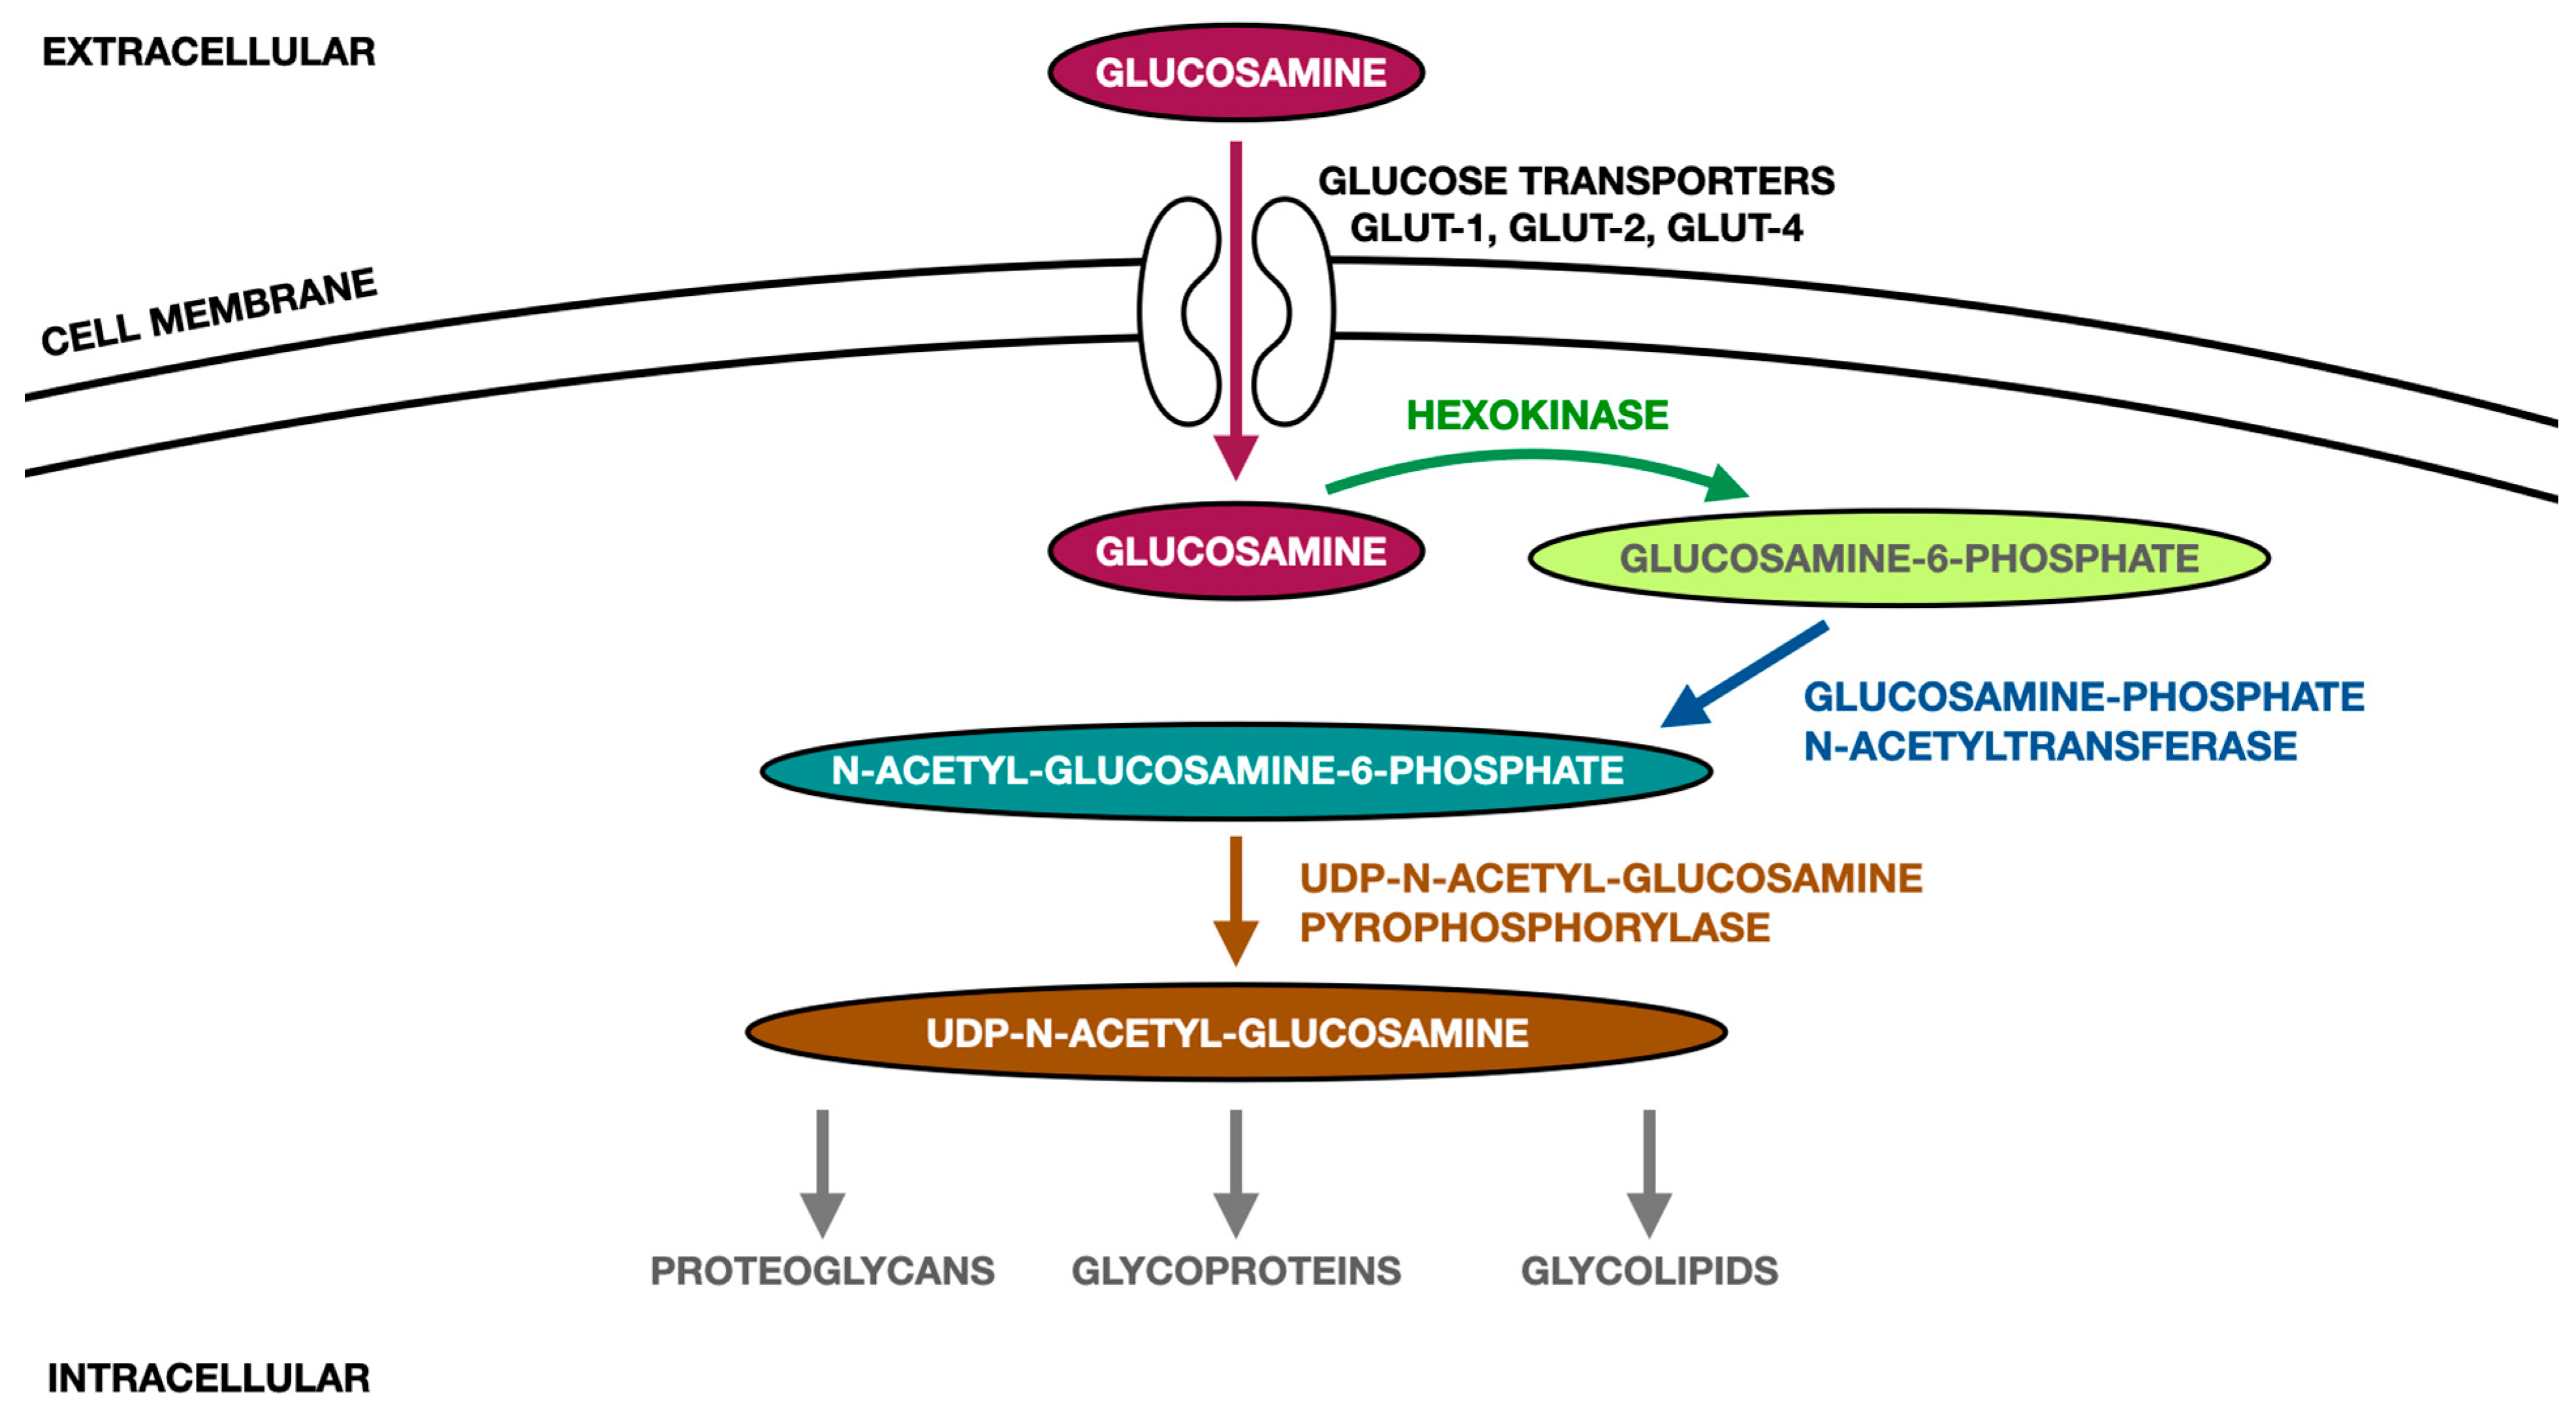 EXTRACELLULAR
GLUCOSAMINE
GLUCOSE TRANSPORTERS
GLUT-1, GLUT-2, GLUT-4
CELL MEMBRANE
HEXOKINASE
GLUCOSAMINE
GLUCOSAMINE-6-PHOSPHATE
GLUCOSAMINE-PHOSPHATE
N-ACETYLTRANSFERASE
N-ACETYL-GLUCOSAMINE-6-PHOSPHATE
UDP-N-ACETYL-GLUCOSAMINE
PYROPHOSPHORYLASE
UDP-N-ACETYL-GLUCOSAMINE
PROTEOGLYCANS
GLYCOPROTEINS
GLYCOLIPIDS
INTRACELLULAR